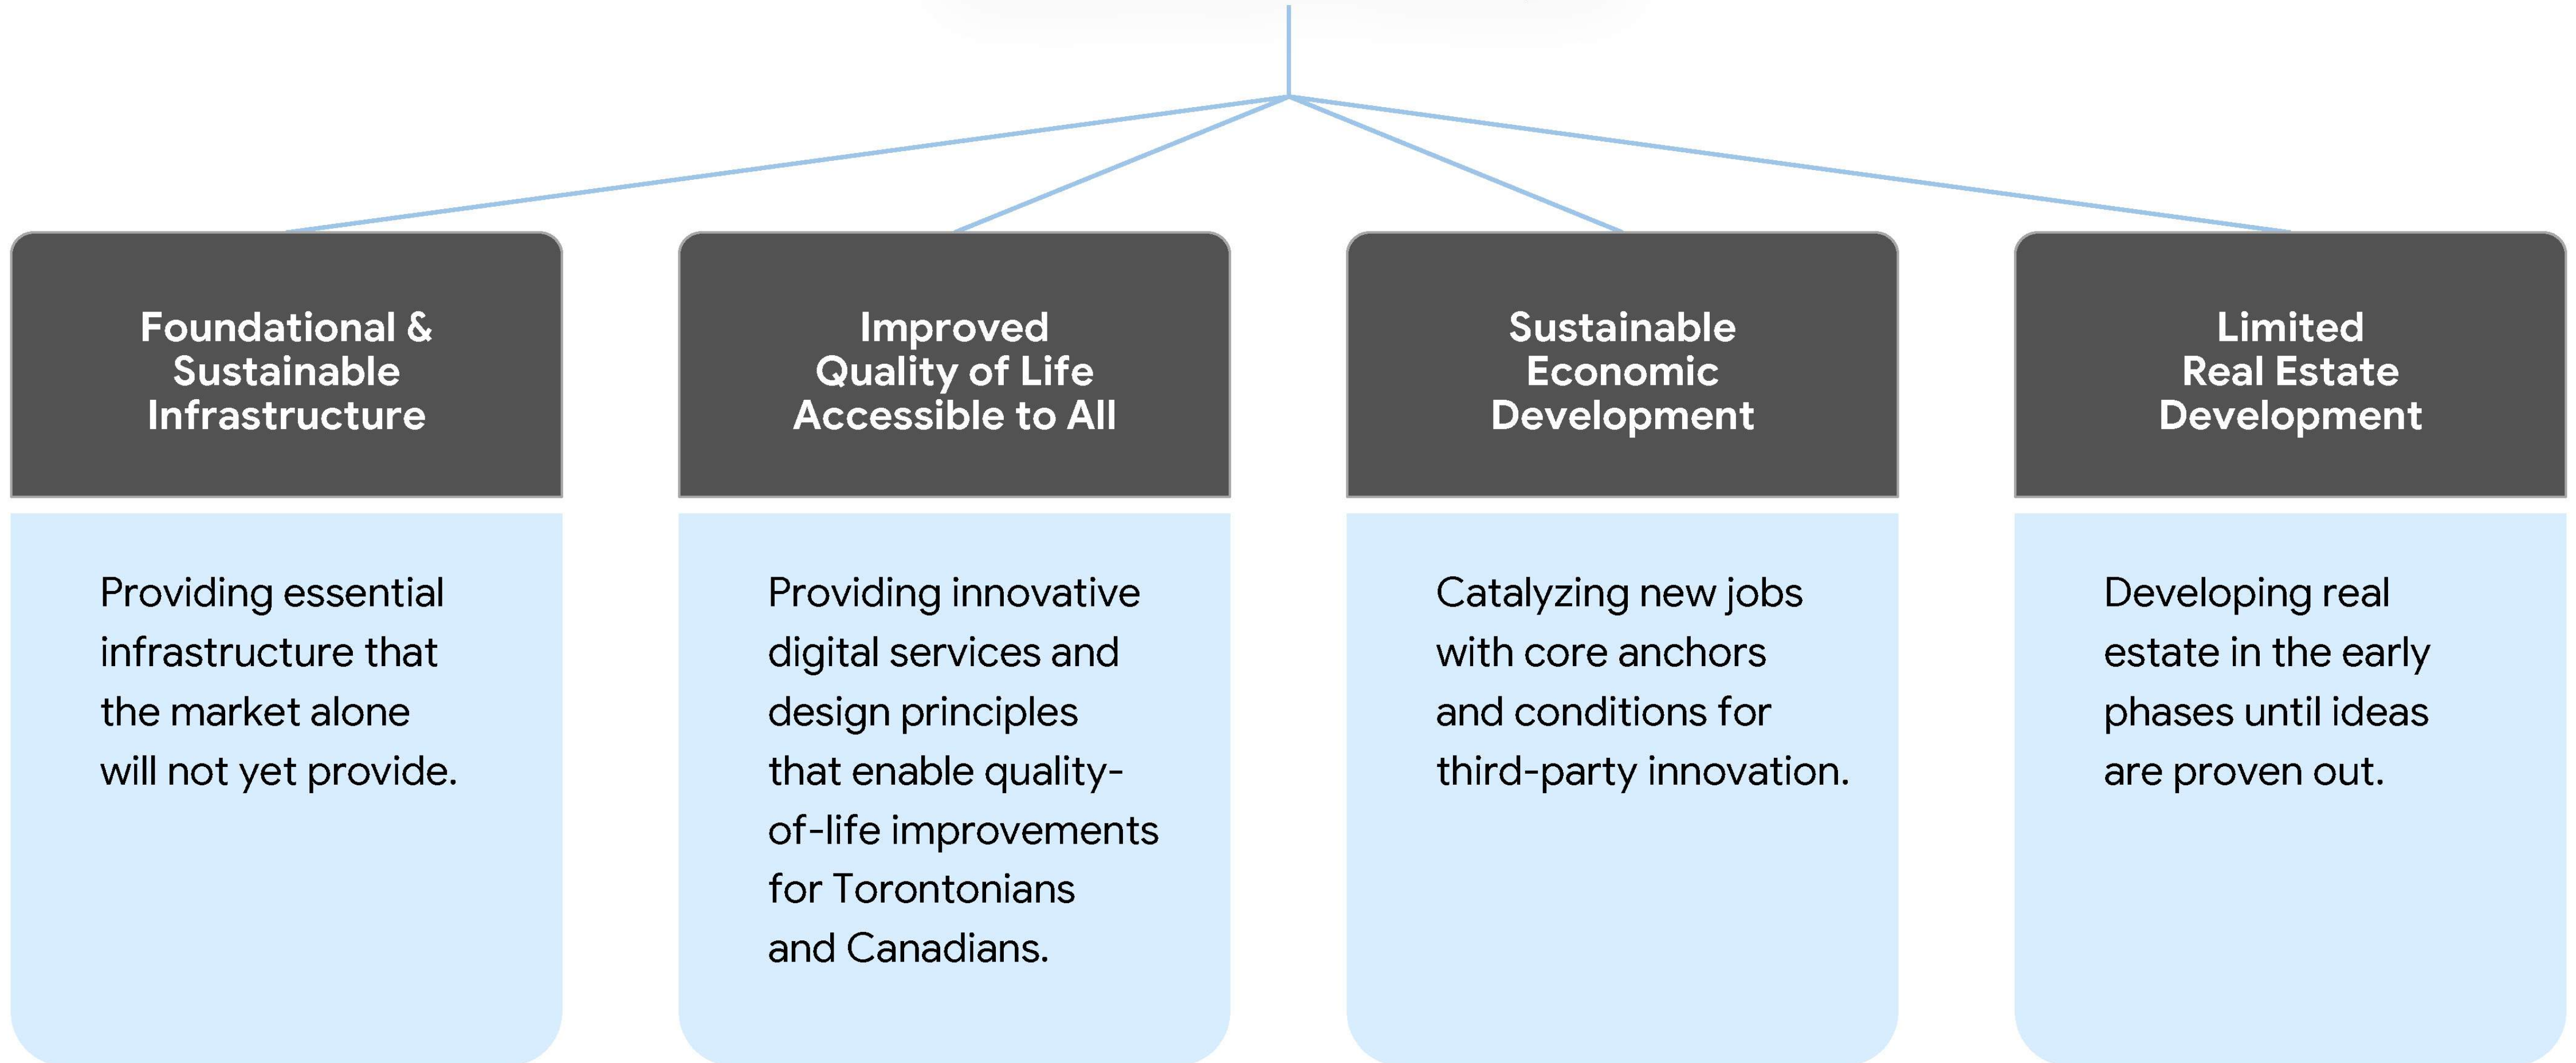 Foundational &
Sustainable
Infrastructure
Providing essential
infrastructure that
the market alone
will not yet provide.
Improved
Quality of Life
Accessible to All
Providing innovative
digital services and
design principles
that enable quality-
of-life improvements
for Torontonians
and Canadians.
Sustainable
Economic
Development
Catalyzing new jobs
with core anchors
and conditions for
third-party innovation.
Limited
Real Estate
Development
Developing real
estate in the early
phases until ideas
are proven out.